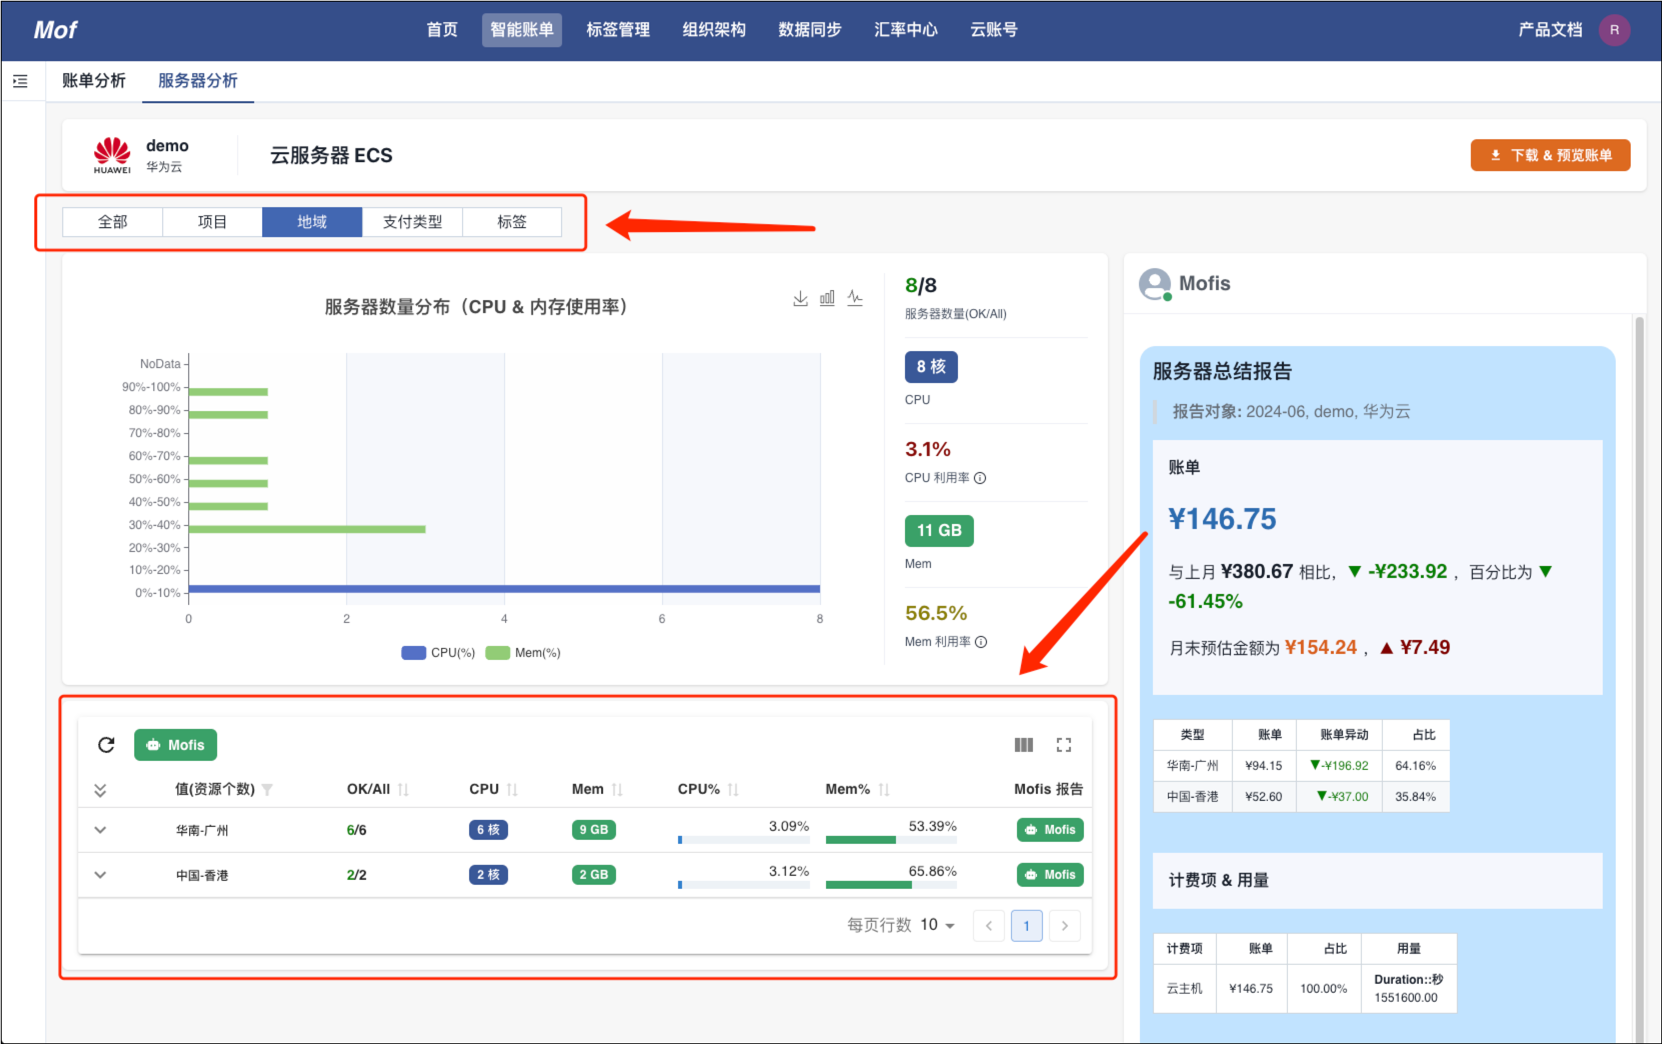 Mof
首页 智能账单 标签管理 组织架构 数据同步 汇率中心 云账号 产品文档 R
账单分析 服务器分析
HUAWEI
demo
华为云
云服务器 ECS
下载 & 预览账单
全部 项目 地域 支付类型 标签
服务器数量分布（CPU & 内存使用率）
NoData
90%-100%
80%-90%
70%-80%
60%-70%
50%-60%
40%-50%
30%-40%
20%-30%
10%-20%
0%-10%
0 2 4 6 8
CPU(%) Mem(%)
8/8
服务器数量(OK/All)
8 核
CPU
3.1%
CPU 利用率
11 GB
Mem
56.5%
Mem 利用率
Mofis
值(资源个数) OK/All CPU Mem CPU% Mem% Mofis 报告
华南-广州 6/6 6 核 9 GB 3.09% 53.39% Mofis
中国-香港 2/2 2 核 2 GB 3.12% 65.86% Mofis
每页行数 10 1
Mofis
服务器总结报告
报告对象: 2024-06, demo, 华为云
账单
¥146.75
与上月 ¥380.67 相比, ▼ -¥233.92 , 百分比为 ▼
-61.45%
月末预估金额为 ¥154.24 , ▲ ¥7.49
类型 账单 账单异动 占比
华南-广州 ¥94.15 ▼-¥196.92 64.16%
中国-香港 ¥52.60 ▼-¥37.00 35.84%
计费项 & 用量
计费项 账单 占比 用量
云主机 ¥146.75 100.00% Duration::秒
1551600.00